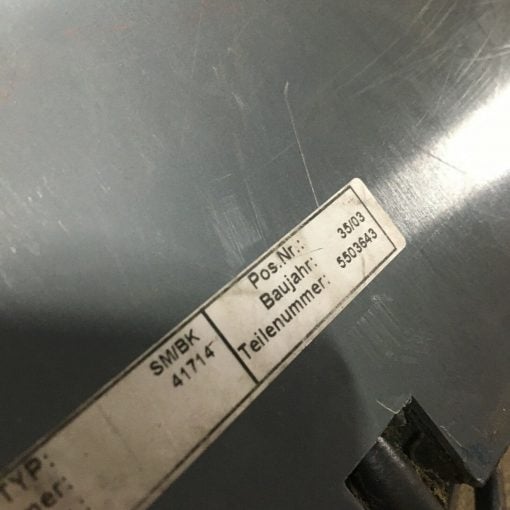 TYP: SM/BK
mer: 41714
Pos.Nr.:
Baujahr: 35/03
Teilenummer: 5503643